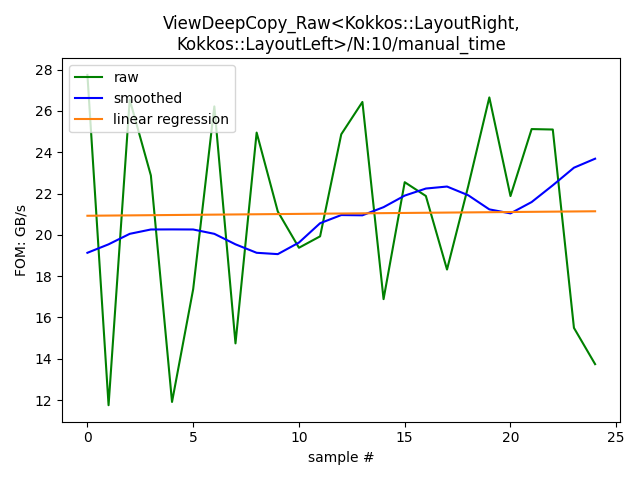 ViewDeepCopy_Raw<Kokkos::LayoutRight,
Kokkos::LayoutLeft>/N:10/manual_time
raw
smoothed
linear regression
FOM: GB/s
28
26
24
22
20
18
16
14
12
0
5
10
15
20
25
sample #